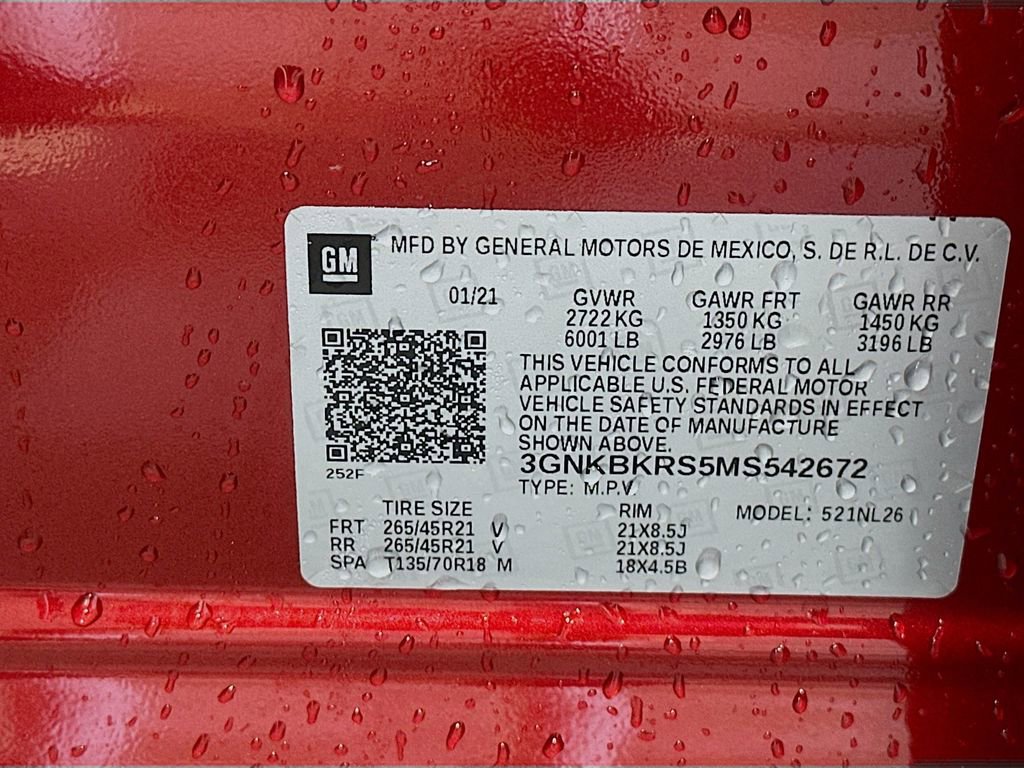 GM
MFD BY GENERAL MOTORS DE MEXICO, S. DE R.L. DE C.V.
01/21 GVWR GAWR FRT GAWR RR
2722 KG 1350 KG 1450 KG
6001 LB 2976 LB 3196 LB
THIS VEHICLE CONFORMS TO ALL
APPLICABLE U.S. FEDERAL MOTOR
VEHICLE SAFETY STANDARDS IN EFFECT
ON THE DATE OF MANUFACTURE
SHOWN ABOVE.
252F
3GNKBKRS5MS542672
TYPE: M.P.V.
TIRE SIZE RIM MODEL: 521NL26
FRT 265/45R21 V 21X8.5J
RR 265/45R21 V 21X8.5J
SPA T135/70R18 M 18X4.5B